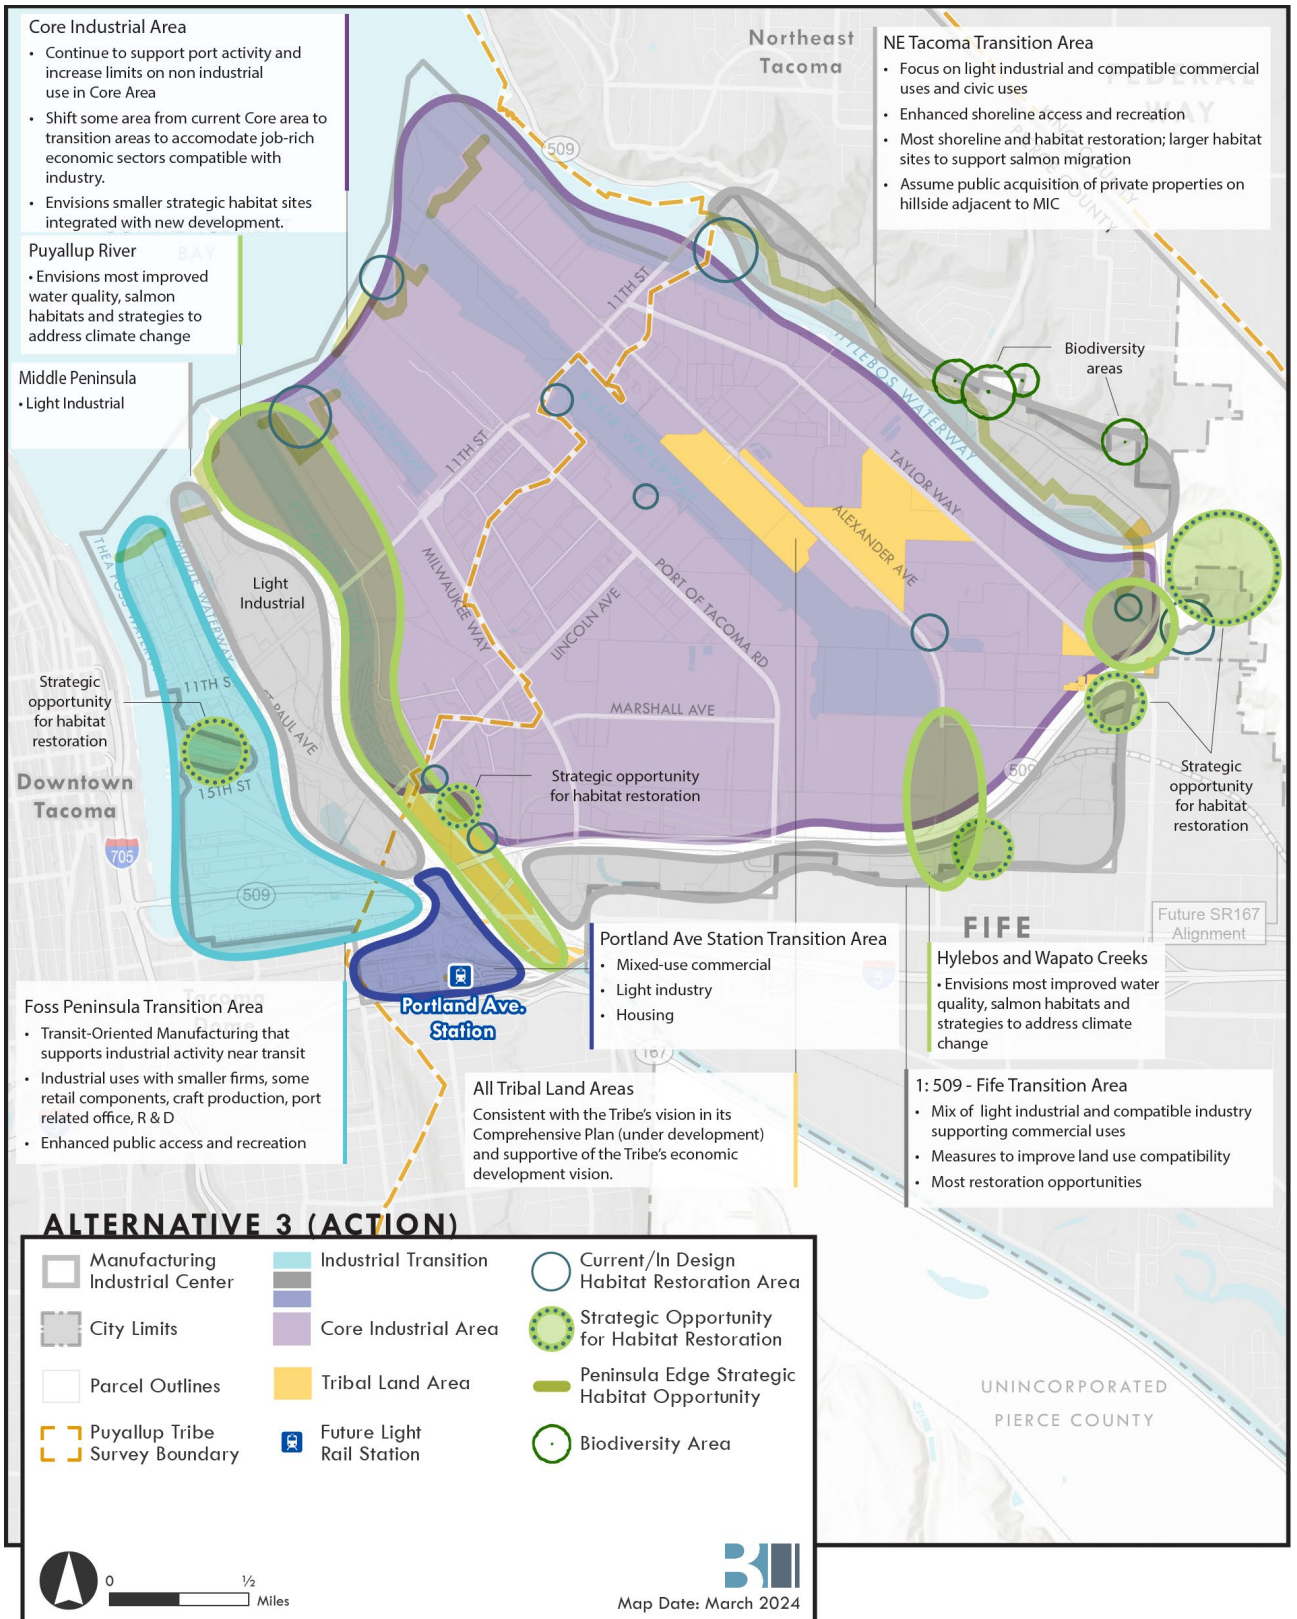 Core Industrial Area
• Continue to support port activity and
increase limits on non industrial
use in Core Area
• Shift some area from current Core area to
transition areas to accomodate job-rich
economic sectors compatible with
industry.
• Envisions smaller strategic habitat sites
integrated with new development.
BAY
Puyallup River
• Envisions most improved
water quality, salmon
habitats and strategies to
address climate change
Middle Peninsula
• Light Industrial
Northeast
Tacoma
NE Tacoma Transition Area
• Focus on light industrial and compatible commercial
uses and civic uses
• Enhanced shoreline access and recreation
• Most shoreline and habitat restoration; larger habitat
sites to support salmon migration
• Assume public acquisition of private properties on
hillside adjacent to MIC
FEDERAL
WAY
KING COUNTY
PIERCE COUNTY
509
11TH ST
Biodiversity
areas
HYLEBOS WATERWAY
11TH ST
TAYLOR WAY
ALEXANDER AVE
THEA FOSS WATERWAY
MIDDLE WATERWAY
Light
Industrial
MILWAUKEE WAY
LINCOLN AVE
PORT OF TACOMA RD
MARSHALL AVE
Strategic
opportunity
for habitat
restoration
11TH S
ST PAUL AVE
15TH ST
Downtown
Tacoma
705
509
Strategic opportunity
for habitat restoration
509
Strategic
opportunity
for habitat
restoration
FIFE
Future SR167
Alignment
5
Portland Ave.
Station
Portland Ave Station Transition Area
• Mixed-use commercial
• Light industry
• Housing
Hylebos and Wapato Creeks
• Envisions most improved water
quality, salmon habitats and
strategies to address climate
change
Tacoma
Dome
Foss Peninsula Transition Area
• Transit-Oriented Manufacturing that
supports industrial activity near transit
• Industrial uses with smaller firms, some
retail components, craft production, port
related office, R & D
• Enhanced public access and recreation
167
All Tribal Land Areas
Consistent with the Tribe's vision in its
Comprehensive Plan (under development)
and supportive of the Tribe's economic
development vision.
1: 509 - Fife Transition Area
• Mix of light industrial and compatible industry
supporting commercial uses
• Measures to improve land use compatibility
• Most restoration opportunities
UNINCORPORATED
PIERCE COUNTY
ALTERNATIVE 3 (ACTION)
Manufacturing
Industrial Center
City Limits
Parcel Outlines
Puyallup Tribe
Survey Boundary
Industrial Transition
Core Industrial Area
Tribal Land Area
Future Light
Rail Station
Current/In Design
Habitat Restoration Area
Strategic Opportunity
for Habitat Restoration
Peninsula Edge Strategic
Habitat Opportunity
Biodiversity Area
0 ½
Miles
Map Date: March 2024